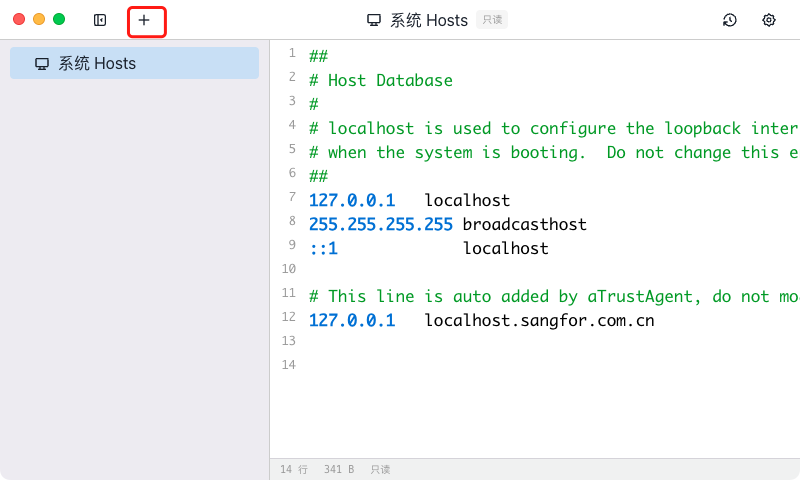 系统 Hosts 只读
系统 Hosts
1 ##
2 # Host Database
3 #
4 # localhost is used to configure the loopback inter
5 # when the system is booting.  Do not change this e
6 ##
7 127.0.0.1   localhost
8 255.255.255.255 broadcasthost
9 ::1             localhost
10
11 # This line is auto added by aTrustAgent, do not mo
12 127.0.0.1   localhost.sangfor.com.cn
13
14
14 行 341 B 只读